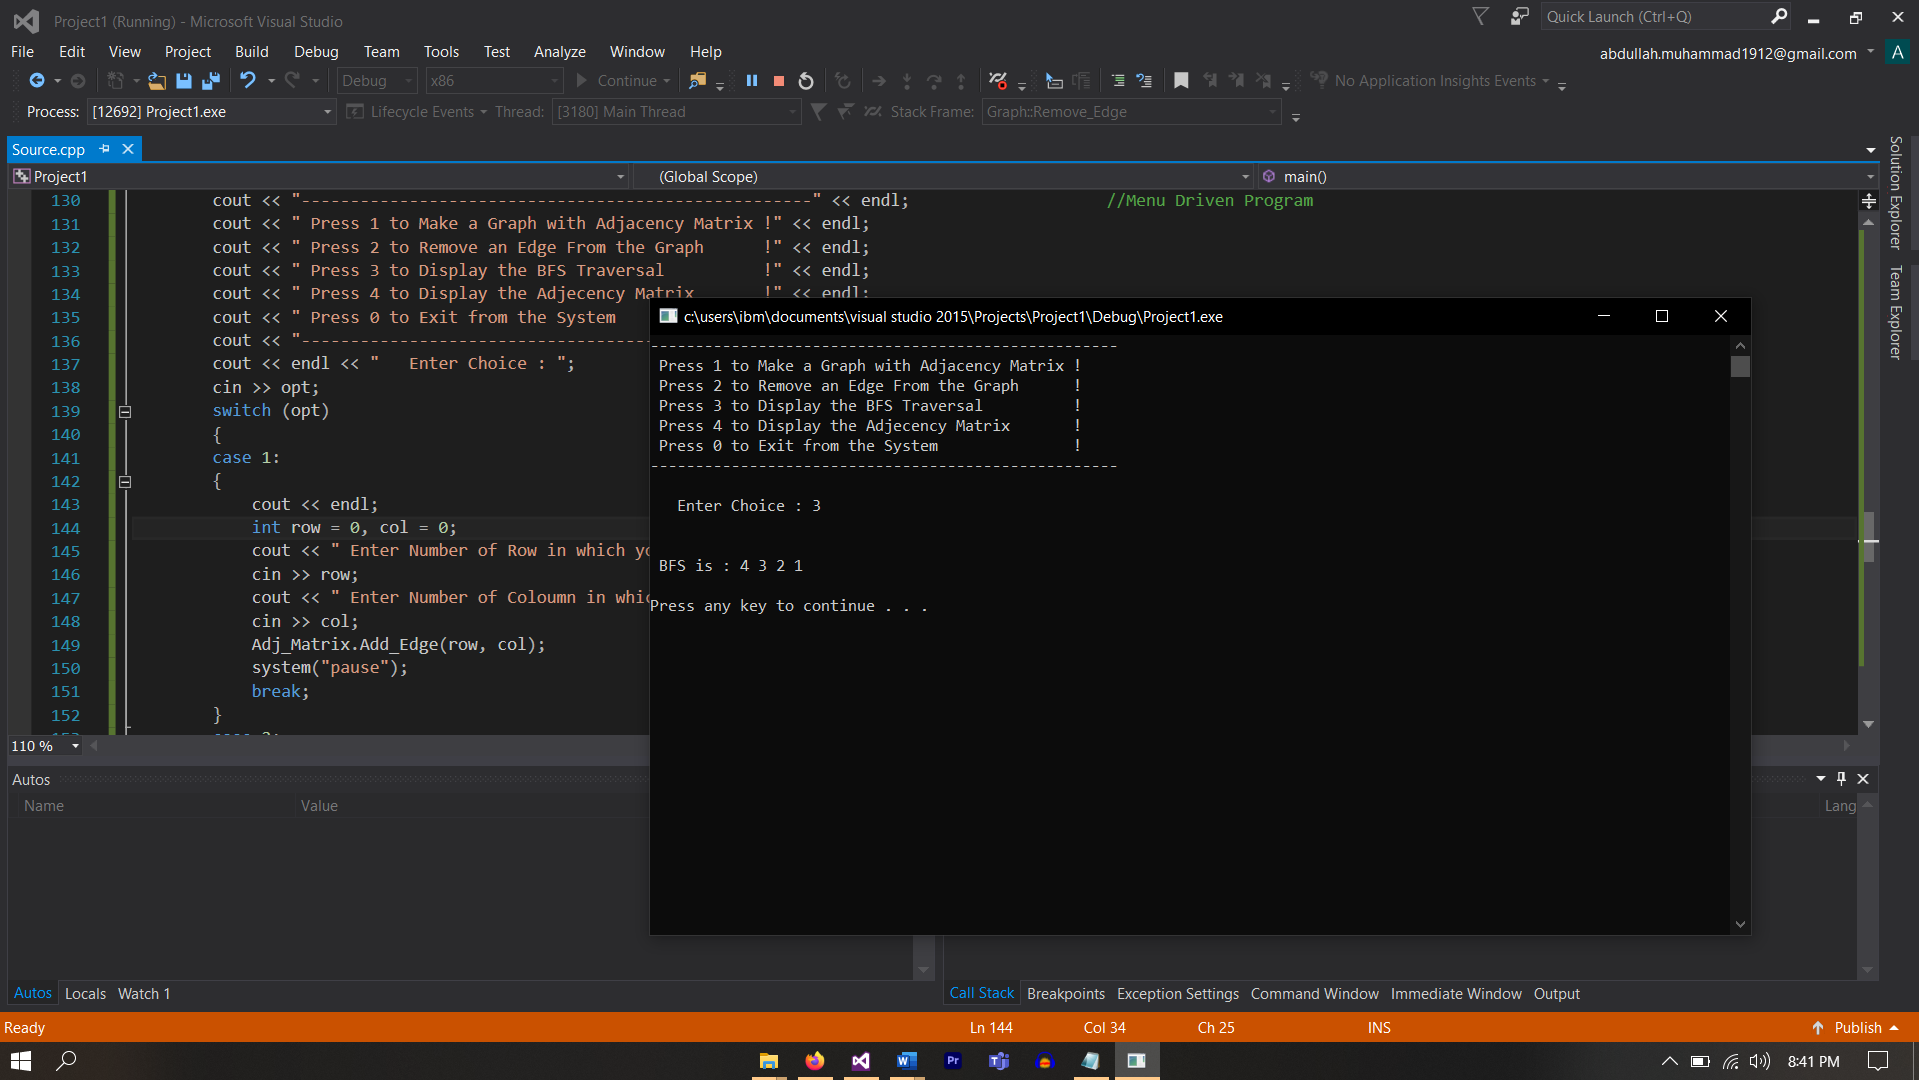 Project1 (Running) - Microsoft Visual Studio
Quick Launch (Ctrl+Q)
File Edit View Project Build Debug Team Tools Test Analyze Window Help
abdullah.muhammad1912@gmail.com A
Debug x86 Continue No Application Insights Events
Process: [12692] Project1.exe Lifecycle Events Thread: [3180] Main Thread Stack Frame: Graph::Remove_Edge
Source.cpp
Project1 (Global Scope) main()
130 cout << "----------------------------------------------------" << endl; //Menu Driven Program
131 cout << " Press 1 to Make a Graph with Adjacency Matrix !" << endl;
132 cout << " Press 2 to Remove an Edge From the Graph      !" << endl;
133 cout << " Press 3 to Display the BFS Traversal          !" << endl;
134 cout << " Press 4 to Display the Adjecency Matrix       !" << endl;
135 cout << " Press 0 to Exit from the System
136 cout << "-----------------------------------
137 cout << endl << "   Enter Choice : ";
138 cin >> opt;
139 switch (opt)
140 {
141 case 1:
142 {
143 cout << endl;
144 int row = 0, col = 0;
145 cout << " Enter Number of Row in which yo
146 cin >> row;
147 cout << " Enter Number of Coloumn in whic
148 cin >> col;
149 Adj_Matrix.Add_Edge(row, col);
150 system("pause");
151 break;
152 }
c:\users\ibm\documents\visual studio 2015\Projects\Project1\Debug\Project1.exe
----------------------------------------------------
Press 1 to Make a Graph with Adjacency Matrix !
Press 2 to Remove an Edge From the Graph      !
Press 3 to Display the BFS Traversal          !
Press 4 to Display the Adjecency Matrix       !
Press 0 to Exit from the System               !
----------------------------------------------------
Enter Choice : 3
BFS is : 4 3 2 1
Press any key to continue . . .
Solution Explorer
Team Explorer
110 %
Autos
Name Value
Lang
Autos Locals Watch 1
Call Stack Breakpoints Exception Settings Command Window Immediate Window Output
Ready Ln 144 Col 34 Ch 25 INS Publish
W Pr
8:41 PM